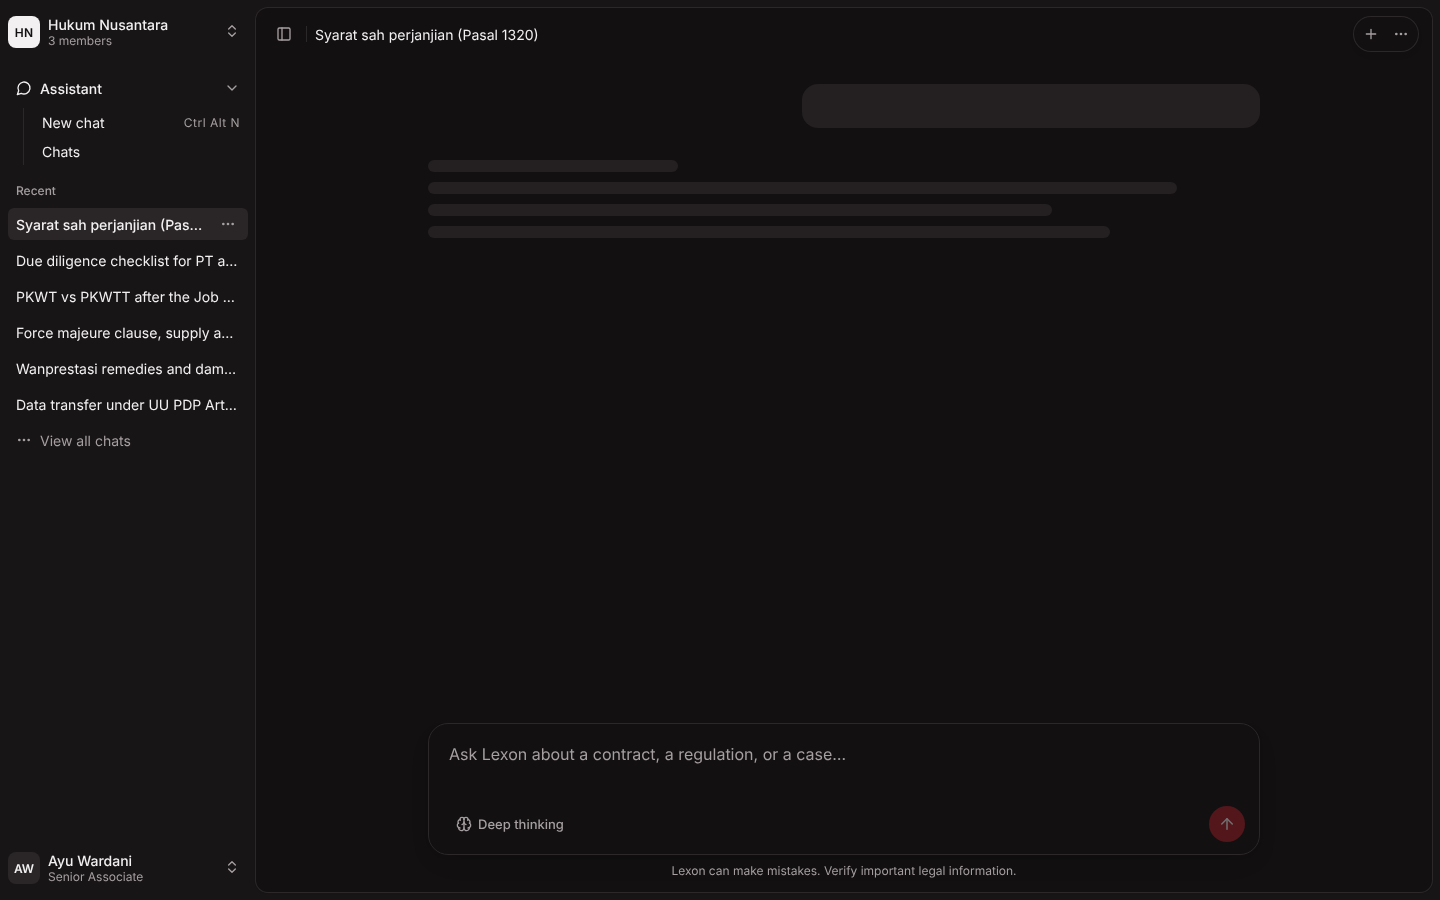 HN
Hukum Nusantara
3 members
Assistant
New chat Ctrl Alt N
Chats
Recent
Syarat sah perjanjian (Pas...
Due diligence checklist for PT a...
PKWT vs PKWTT after the Job ...
Force majeure clause, supply a...
Wanprestasi remedies and dam...
Data transfer under UU PDP Art...
View all chats
AW
Ayu Wardani
Senior Associate
Syarat sah perjanjian (Pasal 1320)
Ask Lexon about a contract, a regulation, or a case...
Deep thinking
Lexon can make mistakes. Verify important legal information.